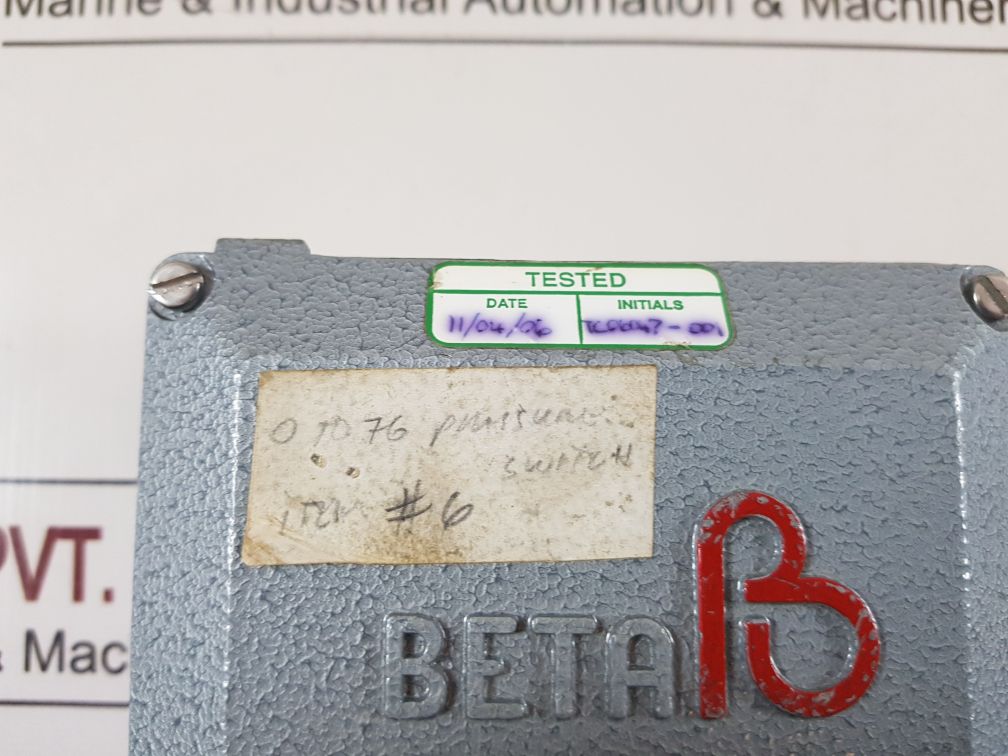 Marine & Industrial Automation & Machiner
TESTED
DATE
INITIALS
11/04/06
0 TO 76 PRESSURE
SWITCH
ITEM #6
PVT.
& Mac
BETA
B